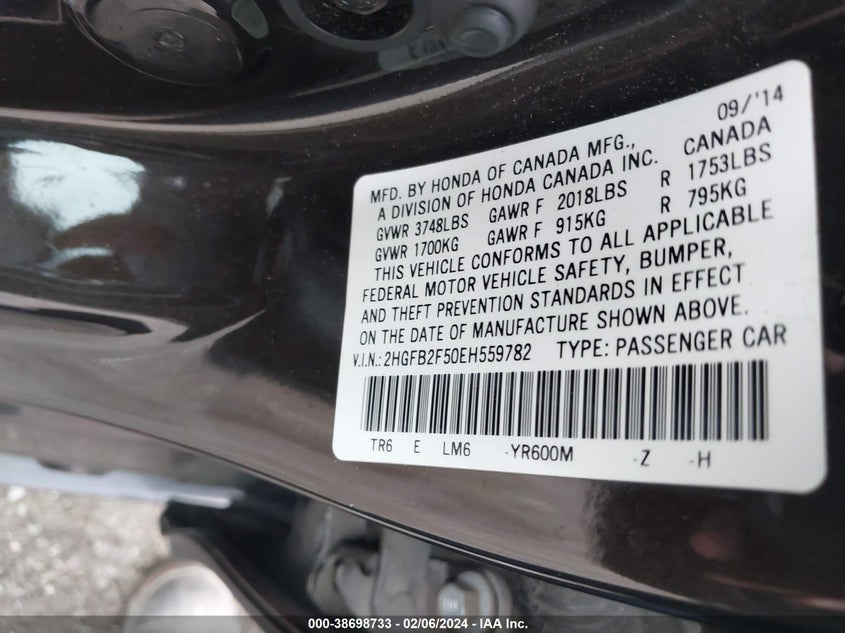 09/'14
MFD. BY HONDA OF CANADA MFG.,
A DIVISION OF HONDA CANADA INC. CANADA
GVWR 3748LBS GAWR F 2018LBS R 1753LBS
GVWR 1700KG GAWR F 915KG R 795KG
THIS VEHICLE CONFORMS TO ALL APPLICABLE
FEDERAL MOTOR VEHICLE SAFETY, BUMPER,
AND THEFT PREVENTION STANDARDS IN EFFECT
ON THE DATE OF MANUFACTURE SHOWN ABOVE.
V.I.N.: 2HGFB2F50EH559782 TYPE: PASSENGER CAR
TR6 E LM6 -YR600M -Z -H
000-38698733 / 02/06/2024 / IAA Inc.